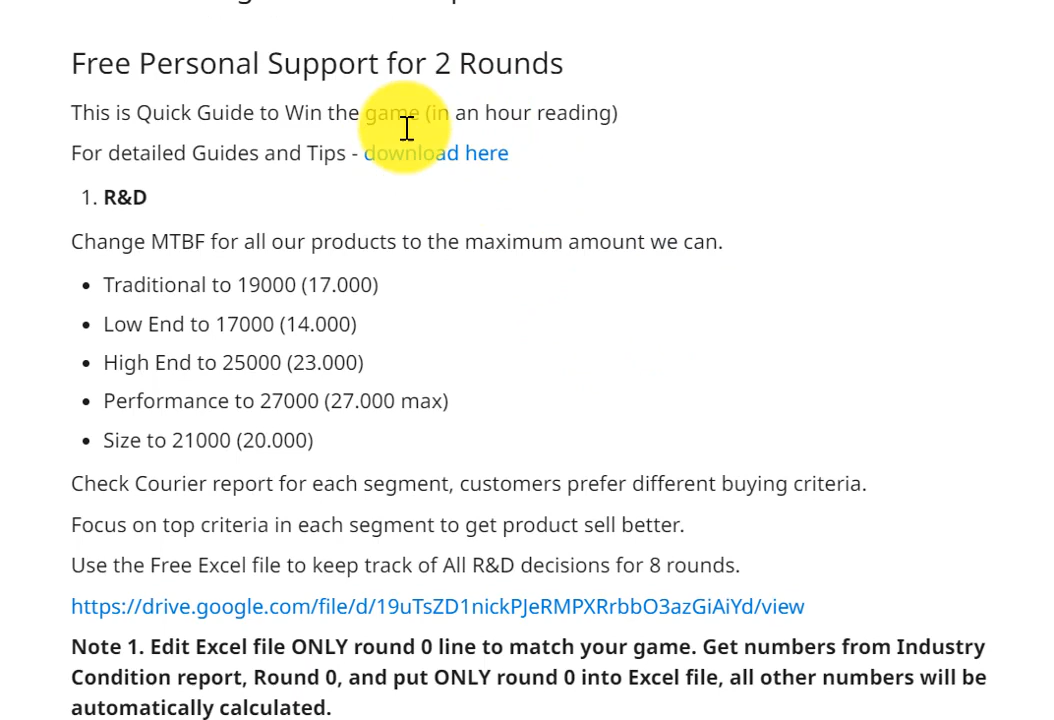 Free Personal Support for 2 Rounds
This is Quick Guide to Win the game (in an hour reading)
For detailed Guides and Tips - download here
1. R&D
Change MTBF for all our products to the maximum amount we can.
• Traditional to 19000 (17.000)
• Low End to 17000 (14.000)
• High End to 25000 (23.000)
• Performance to 27000 (27.000 max)
• Size to 21000 (20.000)
Check Courier report for each segment, customers prefer different buying criteria.
Focus on top criteria in each segment to get product sell better.
Use the Free Excel file to keep track of All R&D decisions for 8 rounds.
https://drive.google.com/file/d/19uTsZD1nickPJeRMPXRrbbO3azGiAiYd/view
Note 1. Edit Excel file ONLY round 0 line to match your game. Get numbers from Industry
Condition report, Round 0, and put ONLY round 0 into Excel file, all other numbers will be
automatically calculated.